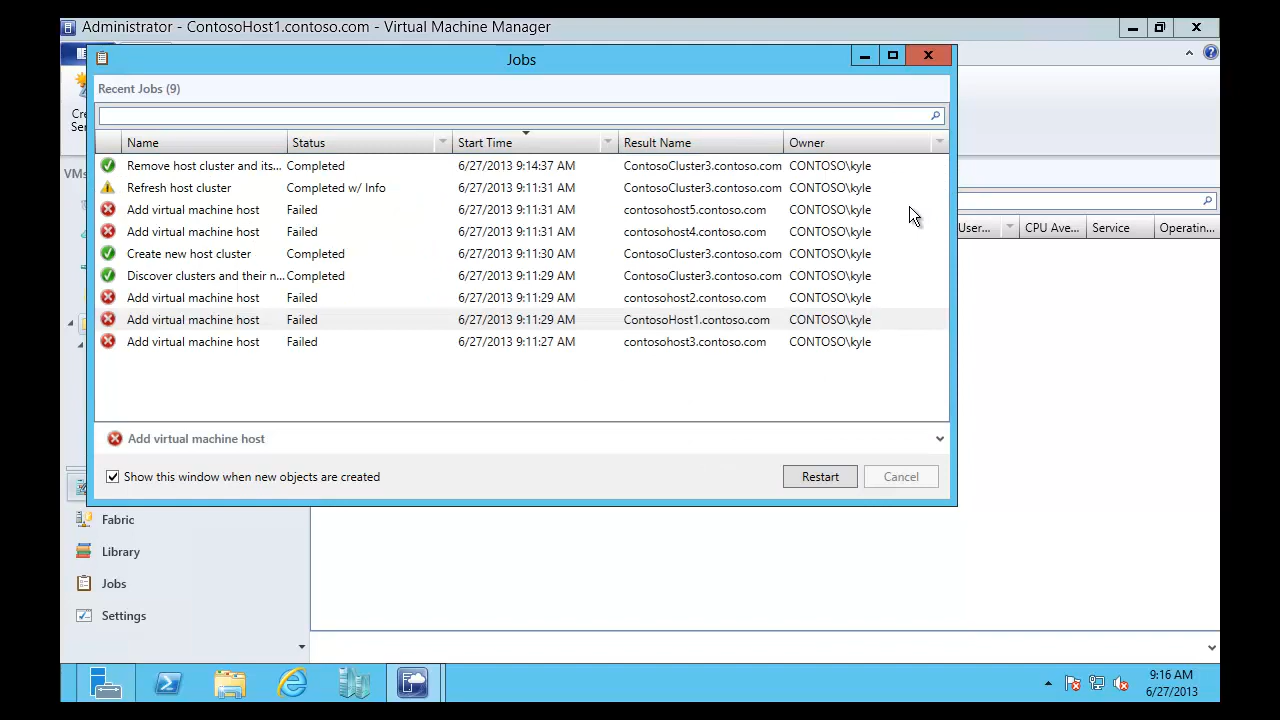 Administrator - ContosoHost1.contoso.com - Virtual Machine Manager
Jobs
Recent Jobs (9)
Name Status Start Time Result Name Owner
Remove host cluster and its... Completed 6/27/2013 9:14:37 AM ContosoCluster3.contoso.com CONTOSO\kyle
Refresh host cluster Completed w/ Info 6/27/2013 9:11:31 AM ContosoCluster3.contoso.com CONTOSO\kyle
Add virtual machine host Failed 6/27/2013 9:11:31 AM contosohost5.contoso.com CONTOSO\kyle
Add virtual machine host Failed 6/27/2013 9:11:31 AM contosohost4.contoso.com CONTOSO\kyle
Create new host cluster Completed 6/27/2013 9:11:30 AM ContosoCluster3.contoso.com CONTOSO\kyle
Discover clusters and their n... Completed 6/27/2013 9:11:29 AM ContosoCluster3.contoso.com CONTOSO\kyle
Add virtual machine host Failed 6/27/2013 9:11:29 AM contosohost2.contoso.com CONTOSO\kyle
Add virtual machine host Failed 6/27/2013 9:11:29 AM ContosoHost1.contoso.com CONTOSO\kyle
Add virtual machine host Failed 6/27/2013 9:11:27 AM contosohost3.contoso.com CONTOSO\kyle
Add virtual machine host
Show this window when new objects are created
Restart Cancel
Cre
Ser
VMs
User... CPU Ave... Service Operatin...
Fabric
Library
Jobs
Settings
9:16 AM
6/27/2013